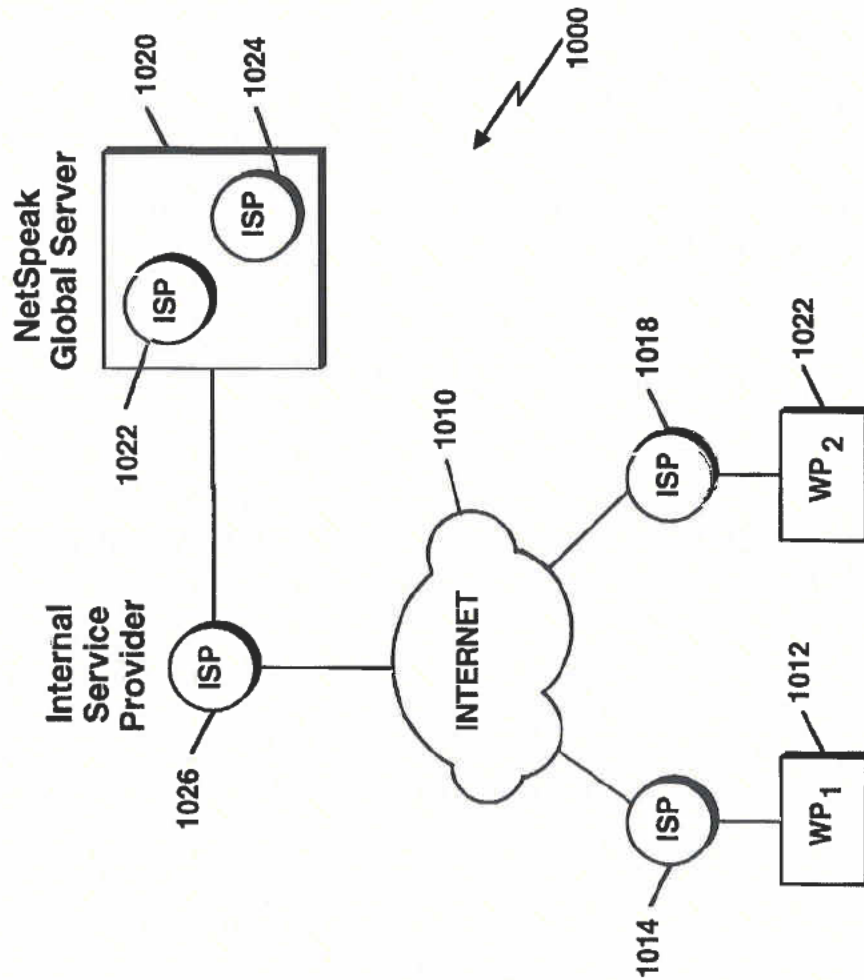 NetSpeak
Global Server
1020
ISP
1022
ISP
1024
Internal
Service
Provider
ISP
1026
1000
INTERNET
1010
ISP
1014
ISP
1018
WP1
1012
WP2
1022